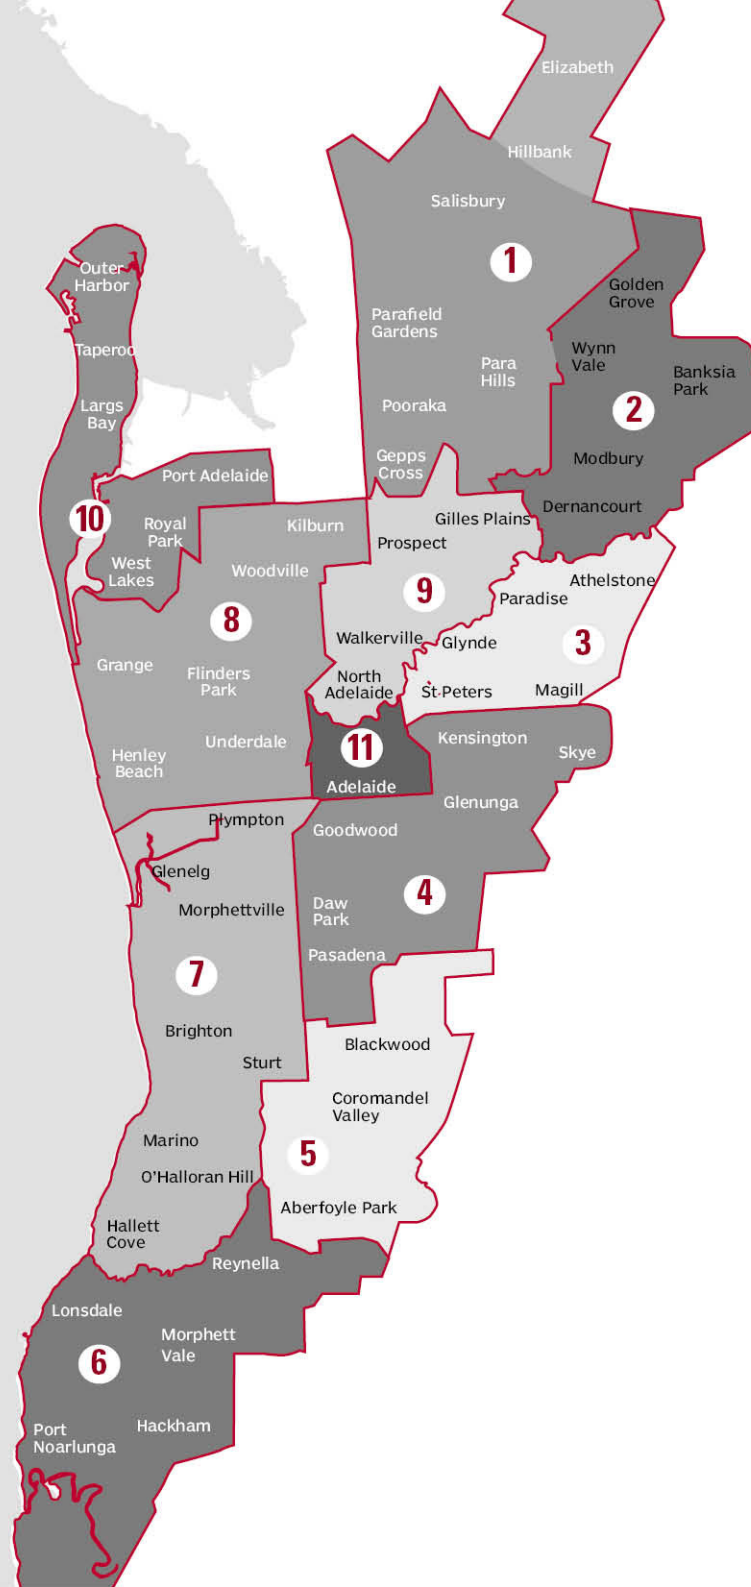 Elizabeth
Hillbank
Salisbury
1
Outer
Harbor
Golden
Grove
Parafield
Gardens
Taperoo
Wynn
Vale
Para
Hills
Banksia
Park
Largs
Bay
Pooraka
2
Gepps
Cross
Modbury
Port Adelaide
Dernancourt
10
Royal
Park
Kilburn
Gilles Plains
Prospect
West
Lakes
Woodville
9
Athelstone
Paradise
8
Walkerville
Glynde
3
Grange
Flinders
Park
North
Adelaide
St Peters
Magill
Underdale
11
Kensington
Skye
Henley
Beach
Adelaide
Glenunga
Plympton
Goodwood
Glenelg
4
Morphettville
Daw
Park
Pasadena
7
Brighton
Blackwood
Sturt
Coromandel
Valley
Marino
5
O'Halloran Hill
Aberfoyle Park
Hallett
Cove
Reynella
Lonsdale
Morphett
Vale
6
Port
Noarlunga
Hackham